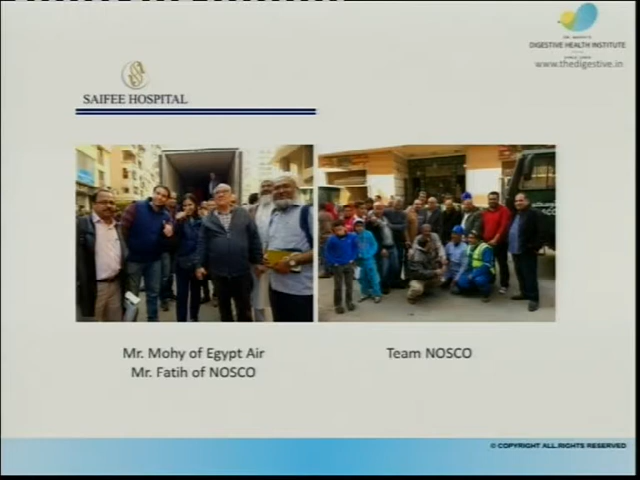 DIGESTIVE HEALTH INSTITUTE
www.thedigestive.in
SAIFEE HOSPITAL
Mr. Mohy of Egypt Air
Mr. Fatih of NOSCO
Team NOSCO
© COPYRIGHT ALL RIGHTS RESERVED